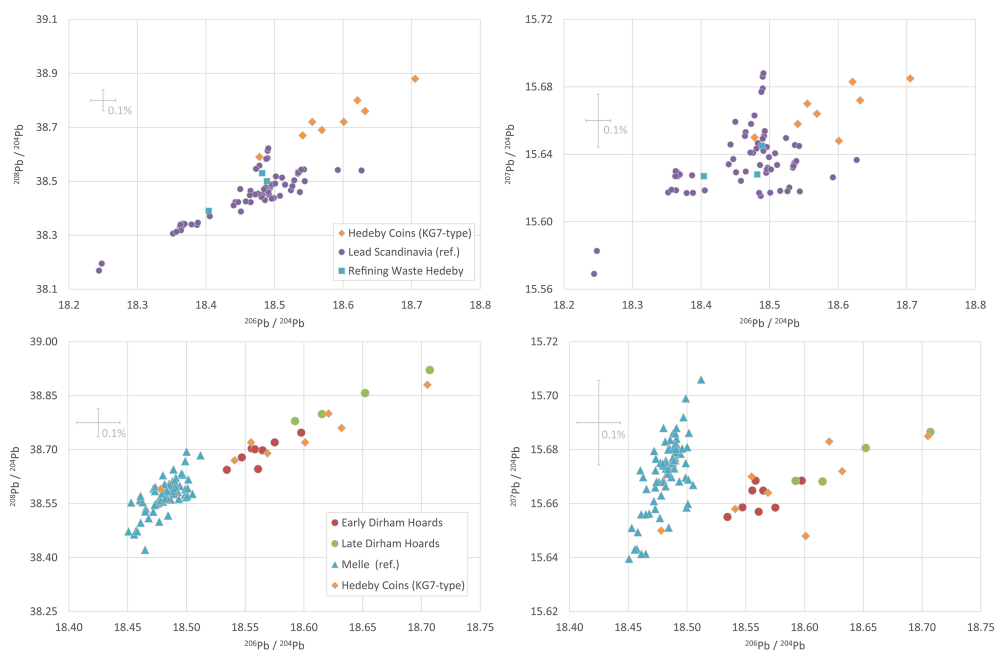 39.1
38.9
38.7
38.5
38.3
38.1
18.2 18.3 18.4 18.5 18.6 18.7 18.8
208Pb / 204Pb
206Pb / 204Pb
0.1%
Hedeby Coins (KG7-type)
Lead Scandinavia (ref.)
Refining Waste Hedeby
15.72
15.68
15.64
15.60
15.56
18.2 18.3 18.4 18.5 18.6 18.7 18.8
207Pb / 204Pb
206Pb / 204Pb
0.1%
39.00
38.85
38.70
38.55
38.40
38.25
18.40 18.45 18.50 18.55 18.60 18.65 18.70 18.75
208Pb / 204Pb
206Pb / 204Pb
0.1%
Early Dirham Hoards
Late Dirham Hoards
Melle (ref.)
Hedeby Coins (KG7-type)
15.72
15.70
15.68
15.66
15.64
15.62
18.40 18.45 18.50 18.55 18.60 18.65 18.70 18.75
207Pb / 204Pb
206Pb / 204Pb
0.1%